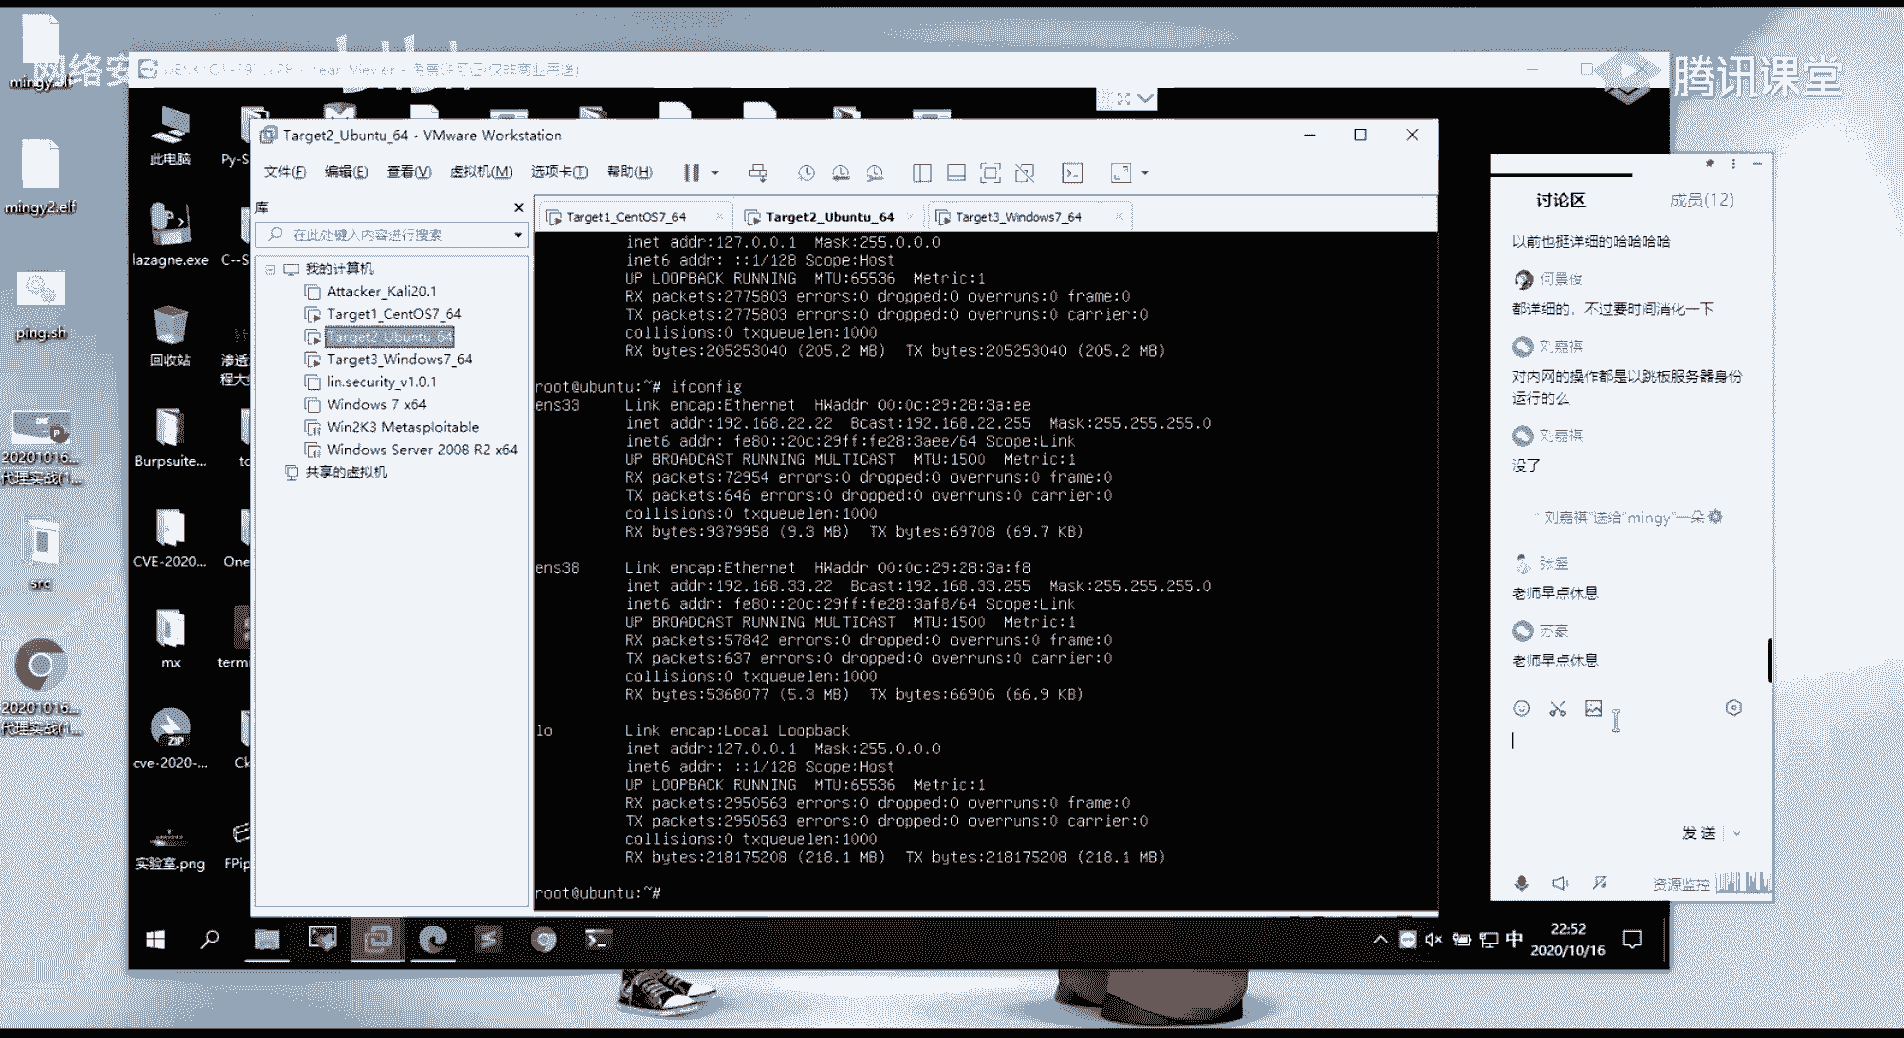 网络安
腾讯课堂
mingy.elf
mingy2.elf
ping.sh
20201016...
代理实战(1...
src
20201016...
代理实战(1...
此电脑
Py-S
lazagne.exe
C--S
回收站
渗透
程大
Burpsuite...
tc
CVE-2020...
One
mx
term
cve-2020-...
实验室.png
FPip
Target2_Ubuntu_64 - VMware Workstation
文件(F) 编辑(E) 查看(V) 虚拟机(M) 选项卡(T) 帮助(H)
库
在此处键入内容进行搜索
我的计算机
Attacker_Kali20.1
Target1_CentOS7_64
Target2_Ubuntu_64
Target3_Windows7_64
lin.security_v1.0.1
Windows 7 x64
Win2K3 Metasploitable
Windows Server 2008 R2 x64
共享的虚拟机
Target1_CentOS7_64 Target2_Ubuntu_64 Target3_Windows7_64
inet addr:127.0.0.1 Mask:255.0.0.0
inet6 addr: ::1/128 Scope:Host
UP LOOPBACK RUNNING MTU:65536 Metric:1
RX packets:2775803 errors:0 dropped:0 overruns:0 frame:0
TX packets:2775803 errors:0 dropped:0 overruns:0 carrier:0
collisions:0 txqueuelen:1000
RX bytes:205253040 (205.2 MB) TX bytes:205253040 (205.2 MB)
root@ubuntu:~# ifconfig
ens33 Link encap:Ethernet HWaddr 00:0c:29:28:3a:ee
inet addr:192.168.22.22 Bcast:192.168.22.255 Mask:255.255.255.0
inet6 addr: fe80::20c:29ff:fe28:3aee/64 Scope:Link
UP BROADCAST RUNNING MULTICAST MTU:1500 Metric:1
RX packets:72954 errors:0 dropped:0 overruns:0 frame:0
TX packets:646 errors:0 dropped:0 overruns:0 carrier:0
collisions:0 txqueuelen:1000
RX bytes:9379958 (9.3 MB) TX bytes:69708 (69.7 KB)
ens38 Link encap:Ethernet HWaddr 00:0c:29:28:3a:f8
inet addr:192.168.33.22 Bcast:192.168.33.255 Mask:255.255.255.0
inet6 addr: fe80::20c:29ff:fe28:3af8/64 Scope:Link
UP BROADCAST RUNNING MULTICAST MTU:1500 Metric:1
RX packets:57842 errors:0 dropped:0 overruns:0 frame:0
TX packets:637 errors:0 dropped:0 overruns:0 carrier:0
collisions:0 txqueuelen:1000
RX bytes:5368077 (5.3 MB) TX bytes:66906 (66.9 KB)
lo Link encap:Local Loopback
inet addr:127.0.0.1 Mask:255.0.0.0
inet6 addr: ::1/128 Scope:Host
UP LOOPBACK RUNNING MTU:65536 Metric:1
RX packets:2950563 errors:0 dropped:0 overruns:0 frame:0
TX packets:2950563 errors:0 dropped:0 overruns:0 carrier:0
collisions:0 txqueuelen:1000
RX bytes:218175208 (218.1 MB) TX bytes:218175208 (218.1 MB)
root@ubuntu:~#
讨论区 成员(12)
以前也挺详细的哈哈哈哈
何景俊
都详细的，不过要时间消化一下
刘嘉祺
对内网的操作都是以跳板服务器身份
运行的么
刘嘉祺
没了
"刘嘉祺"送给"mingy"一朵
老师早点休息
苏豪
老师早点休息
发送
资源监控
中
22:52
2020/10/16